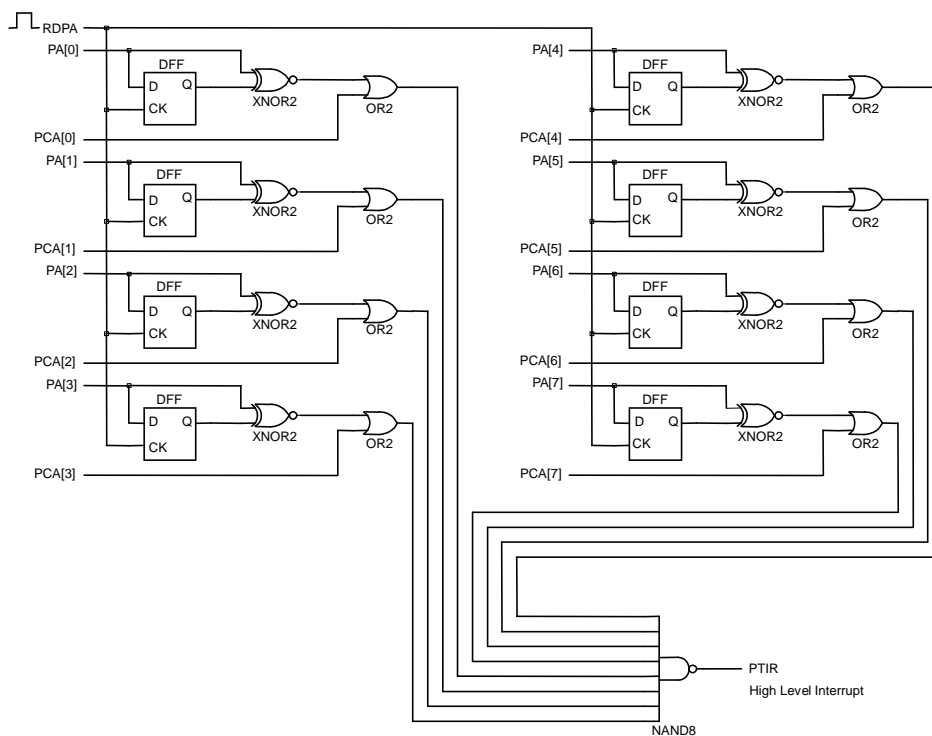 RDPA
PA[0]
DFF
D
Q
CK
XNOR2
OR2
PCA[0]
PA[1]
DFF
D
Q
CK
XNOR2
OR2
PCA[1]
PA[2]
DFF
D
Q
CK
XNOR2
OR2
PCA[2]
PA[3]
DFF
D
Q
CK
XNOR2
OR2
PCA[3]
PA[4]
DFF
D
Q
CK
XNOR2
OR2
PCA[4]
PA[5]
DFF
D
Q
CK
XNOR2
OR2
PCA[5]
PA[6]
DFF
D
Q
CK
XNOR2
OR2
PCA[6]
PA[7]
DFF
D
Q
CK
XNOR2
OR2
PCA[7]
PTIR
High Level Interrupt
NAND8